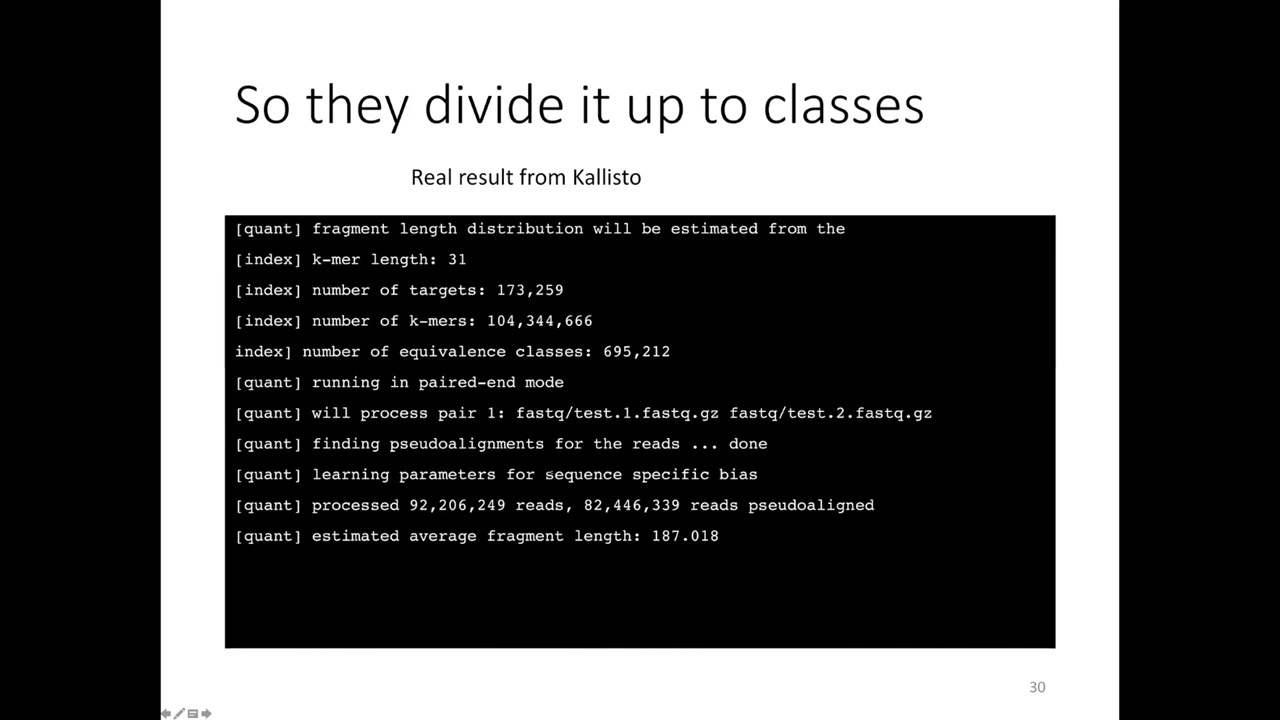 So they divide it up to classes
Real result from Kallisto
[quant] fragment length distribution will be estimated from the
[index] k-mer length: 31
[index] number of targets: 173,259
[index] number of k-mers: 104,344,666
index] number of equivalence classes: 695,212
[quant] running in paired-end mode
[quant] will process pair 1: fastq/test.1.fastq.gz fastq/test.2.fastq.gz
[quant] finding pseudoalignments for the reads ... done
[quant] learning parameters for sequence specific bias
[quant] processed 92,206,249 reads, 82,446,339 reads pseudoaligned
[quant] estimated average fragment length: 187.018
30